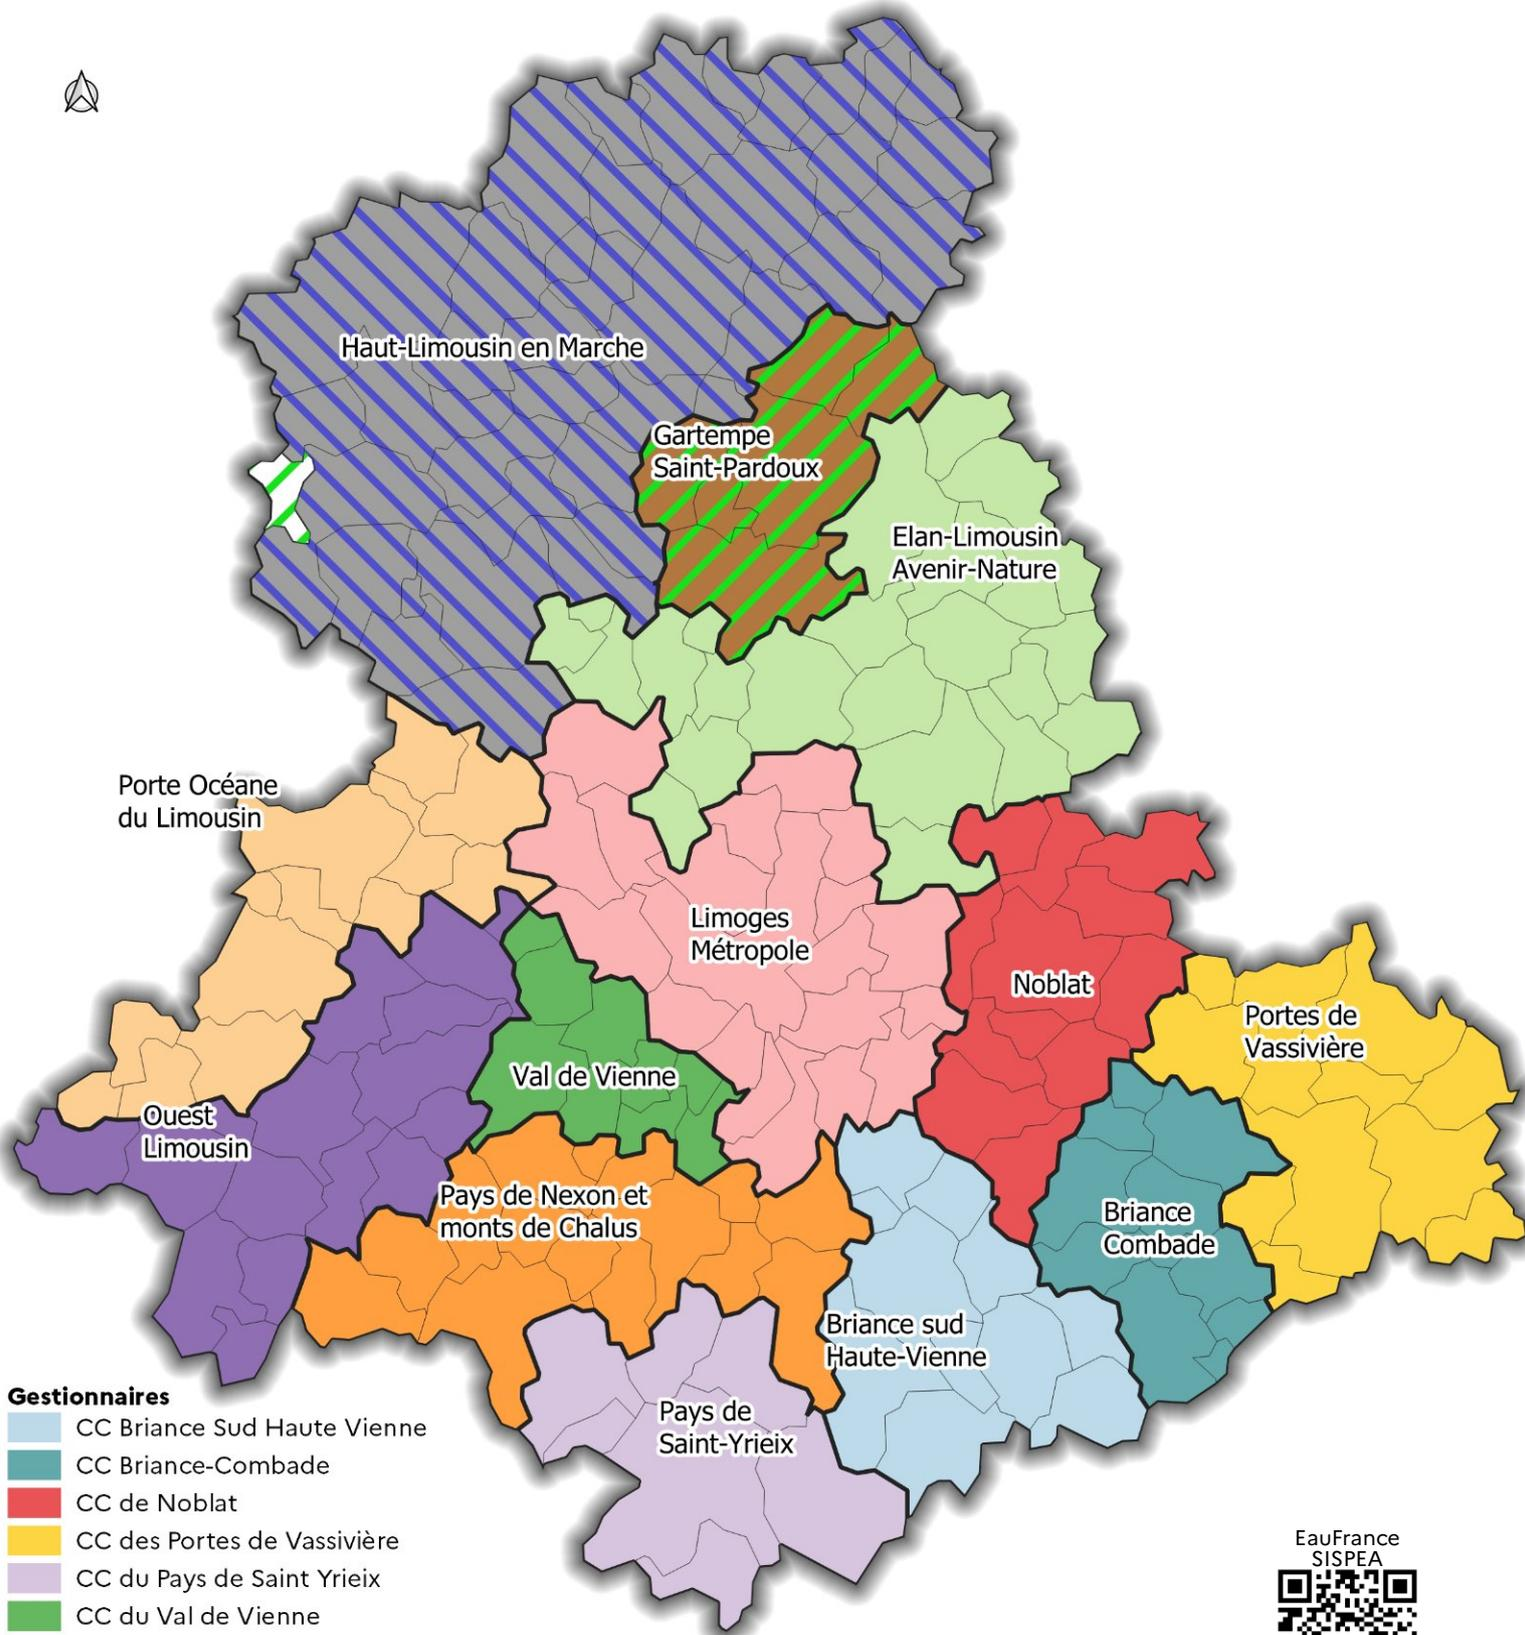 Haut-Limousin en Marche
Gartempe
Saint-Pardoux
Elan-Limousin
Avenir-Nature
Porte Océane
du Limousin
Limoges
Métropole
Noblat
Portes de
Vassivière
Val de Vienne
Ouest
Limousin
Pays de Nexon et
monts de Chalus
Briance
Combade
Briance sud
Haute-Vienne
Pays de
Saint-Yrieix
Gestionnaires
CC Briance Sud Haute Vienne
CC Briance-Combade
CC de Noblat
CC des Portes de Vassivière
CC du Pays de Saint Yrieix
CC du Val de Vienne
EauFrance
SISPEA